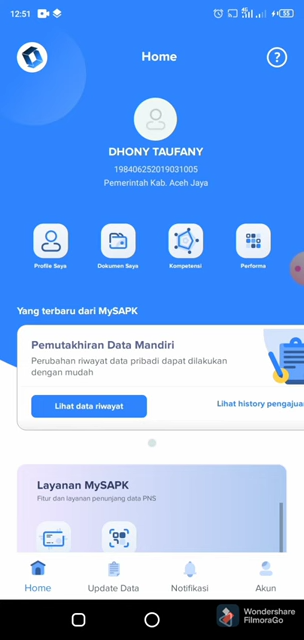 12:51
4G
55
Home
?
DHONY TAUFANY
198406252019031005
Pemerintah Kab. Aceh Jaya
Profile Saya
Dokumen Saya
Kompetensi
Performa
Yang terbaru dari MySAPK
Pemutakhiran Data Mandiri
Perubahan riwayat data pribadi dapat dilakukan
dengan mudah
Lihat data riwayat
Lihat history pengajua
Layanan MySAPK
Fitur dan layanan penunjang data PNS
Home
Update Data
Notifikasi
Akun
Wondershare
FilmoraGo